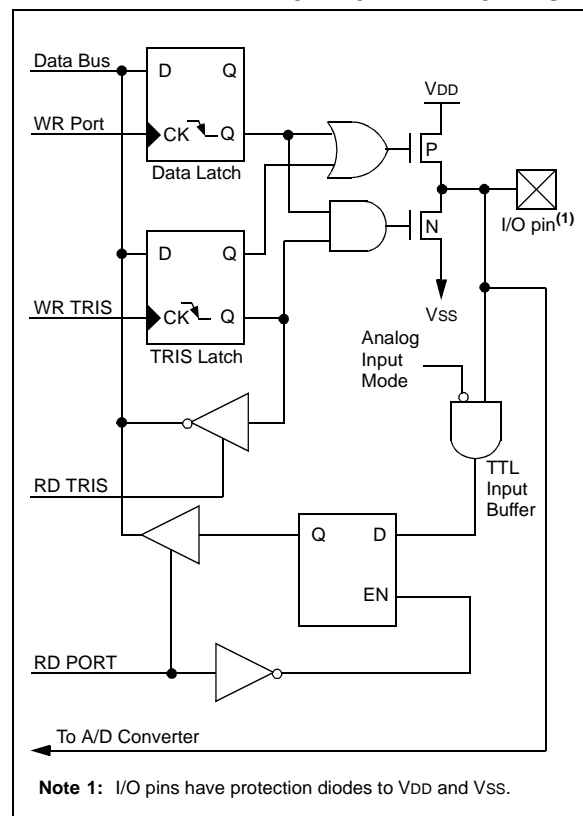 Data Bus
D Q
VDD
WR Port
CK Q
P
Data Latch
I/O pin(1)
N
D Q
WR TRIS
CK Q
VSS
TRIS Latch
Analog
Input
Mode
TTL
Input
Buffer
RD TRIS
Q D
EN
RD PORT
To A/D Converter
Note 1: I/O pins have protection diodes to VDD and VSS.